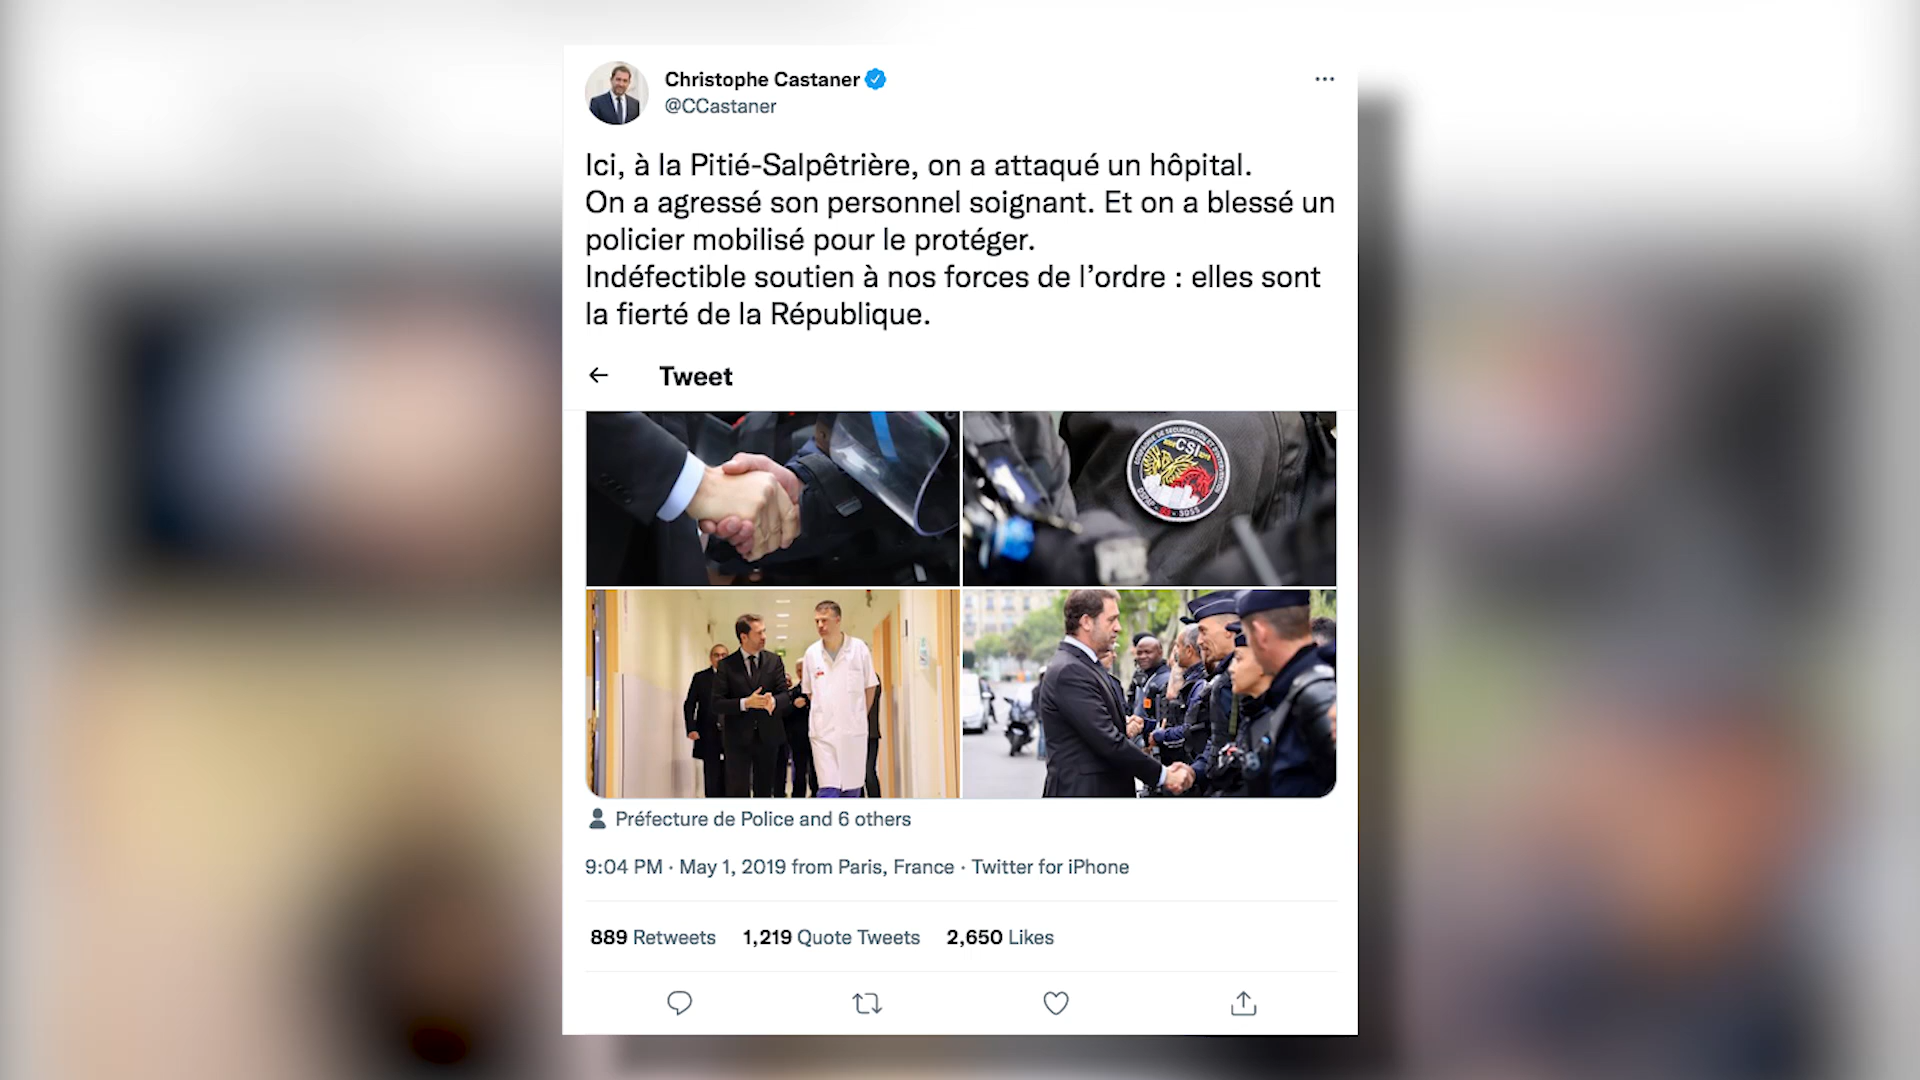 Christophe Castaner
@CCastaner
Ici, à la Pitié-Salpêtrière, on a attaqué un hôpital.
On a agressé son personnel soignant. Et on a blessé un
policier mobilisé pour le protéger.
Indéfectible soutien à nos forces de l’ordre : elles sont
la fierté de la République.
Tweet
CSI
Préfecture de Police and 6 others
9:04 PM · May 1, 2019 from Paris, France · Twitter for iPhone
889 Retweets 1,219 Quote Tweets 2,650 Likes